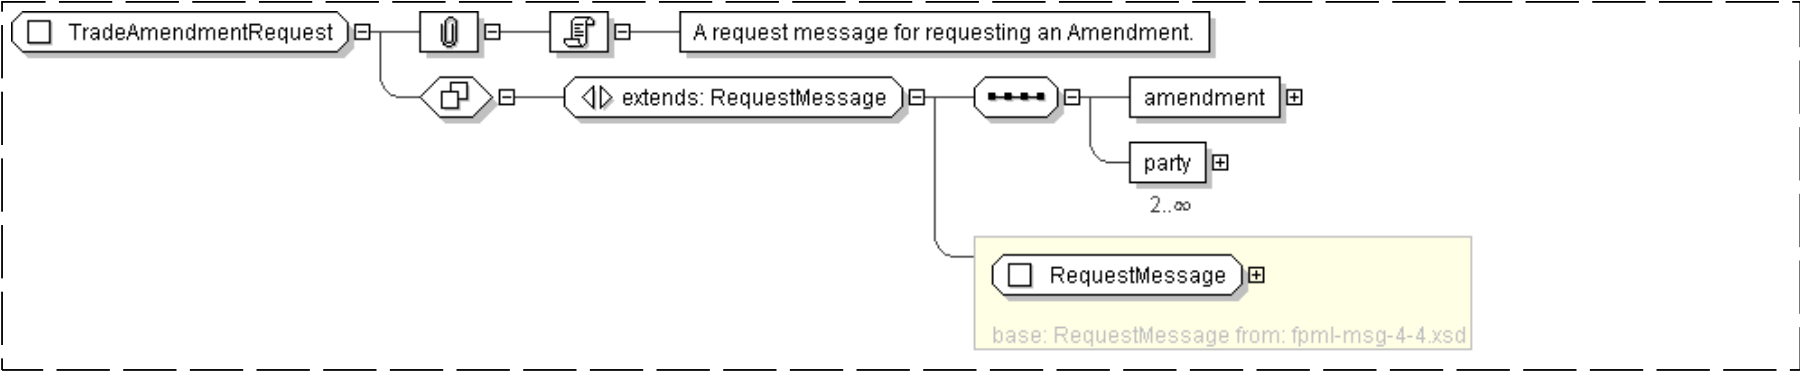 TradeAmendmentRequest
A request message for requesting an Amendment.
extends: RequestMessage
amendment
party
2..∞
RequestMessage
base: RequestMessage from: fpml-msg-4-4.xsd